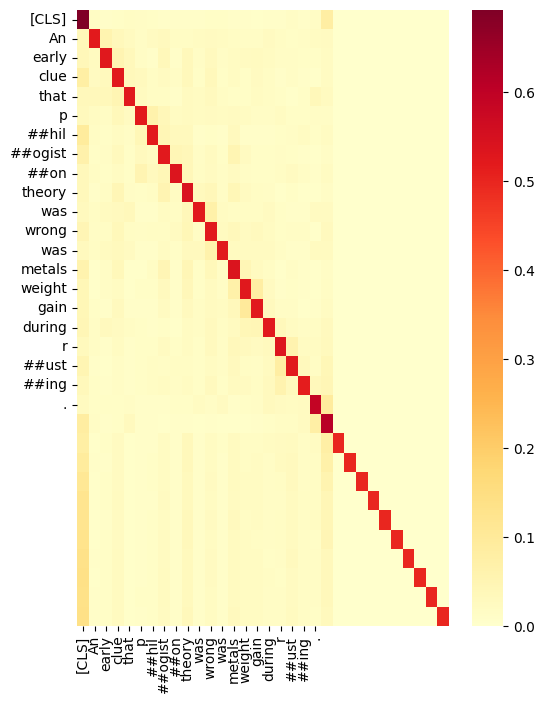 [CLS]
An
early
clue
that
p
##hil
##ogist
##on
theory
was
wrong
was
metals
weight
gain
during
r
##ust
##ing
.
0.6
0.5
0.4
0.3
0.2
0.1
0.0
[CLS]
An
early
clue
that
p
##hil
##ogist
##on
theory
was
wrong
was
metals
weight
gain
during
r
##ust
##ing
.